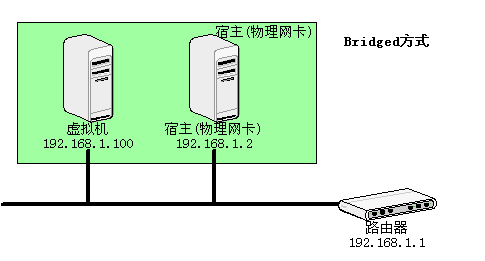 宿主(物理网卡)
Bridged方式
虚拟机
192.168.1.100
宿主(物理网卡)
192.168.1.2
路由器
192.168.1.1